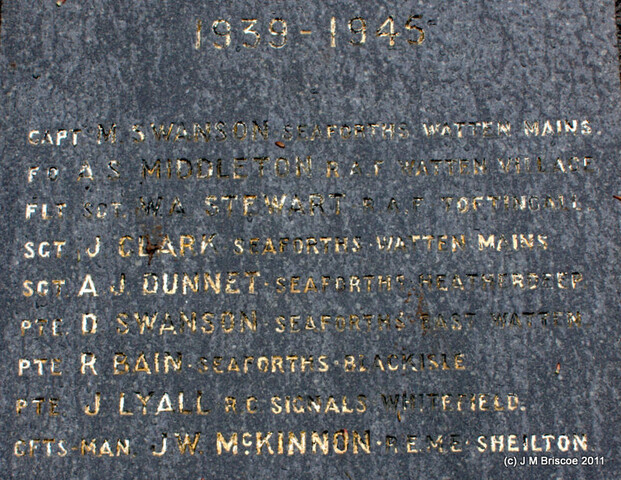 1939-1945
CAPT M SWANSON SEAFORTHS WATTEN MAINS.
F O A.S. MIDDLETON R.A.F WATTEN VILLAGE
FLT SGT W.A STEWART R.A.F TOFTINGALL.
SGT J CLARK SEAFORTHS·WATTEN MAINS
SGT A J DUNNET·SEAFORTHS·HEATHERDEEP
PTE D SWANSON·SEAFORTHS·EAST WATTEN
PTE R BAIN·SEAFORTHS·BLACKISLE
PTE J LYALL R.C SIGNALS WHITEFIELD.
CFTS-MAN J.W. McKINNON·R.E.M.E·SHEILTON.
(c) J M Briscoe 2011